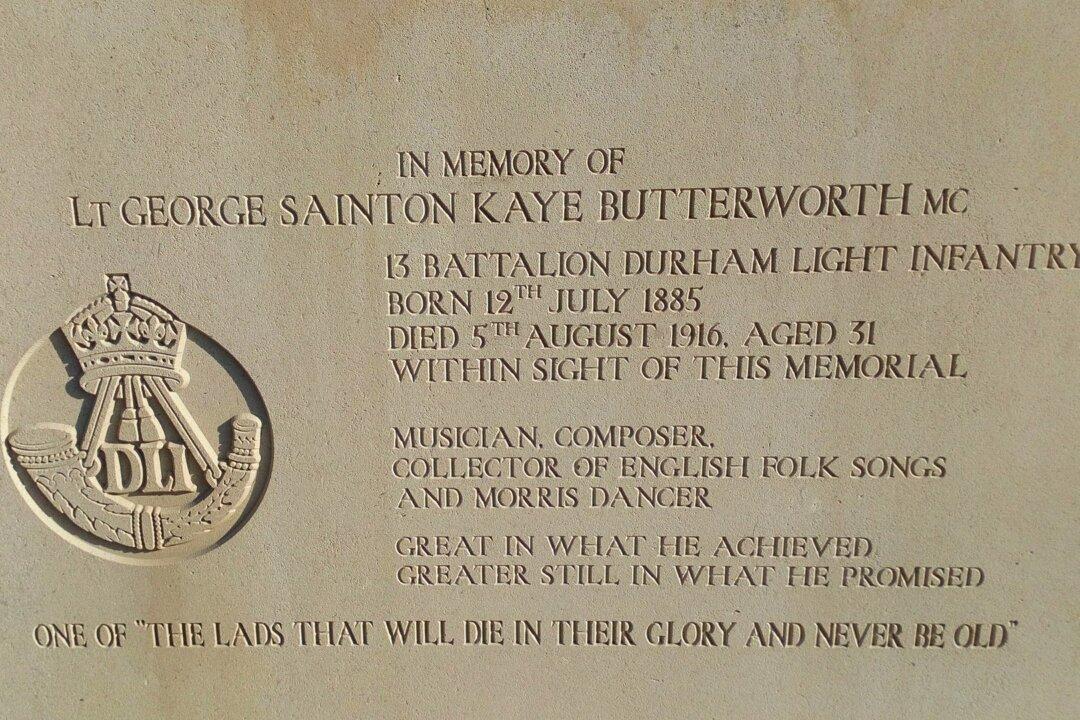 IN MEMORY OF
LT GEORGE SAINTON KAYE BUTTERWORTH MC
13 BATTALION DURHAM LIGHT INFANTRY
BORN 12TH JULY 1885
DIED 5TH AUGUST 1916, AGED 31
WITHIN SIGHT OF THIS MEMORIAL
MUSICIAN, COMPOSER,
COLLECTOR OF ENGLISH FOLK SONGS
AND MORRIS DANCER
GREAT IN WHAT HE ACHIEVED
GREATER STILL IN WHAT HE PROMISED
DLI
ONE OF "THE LADS THAT WILL DIE IN THEIR GLORY AND NEVER BE OLD"